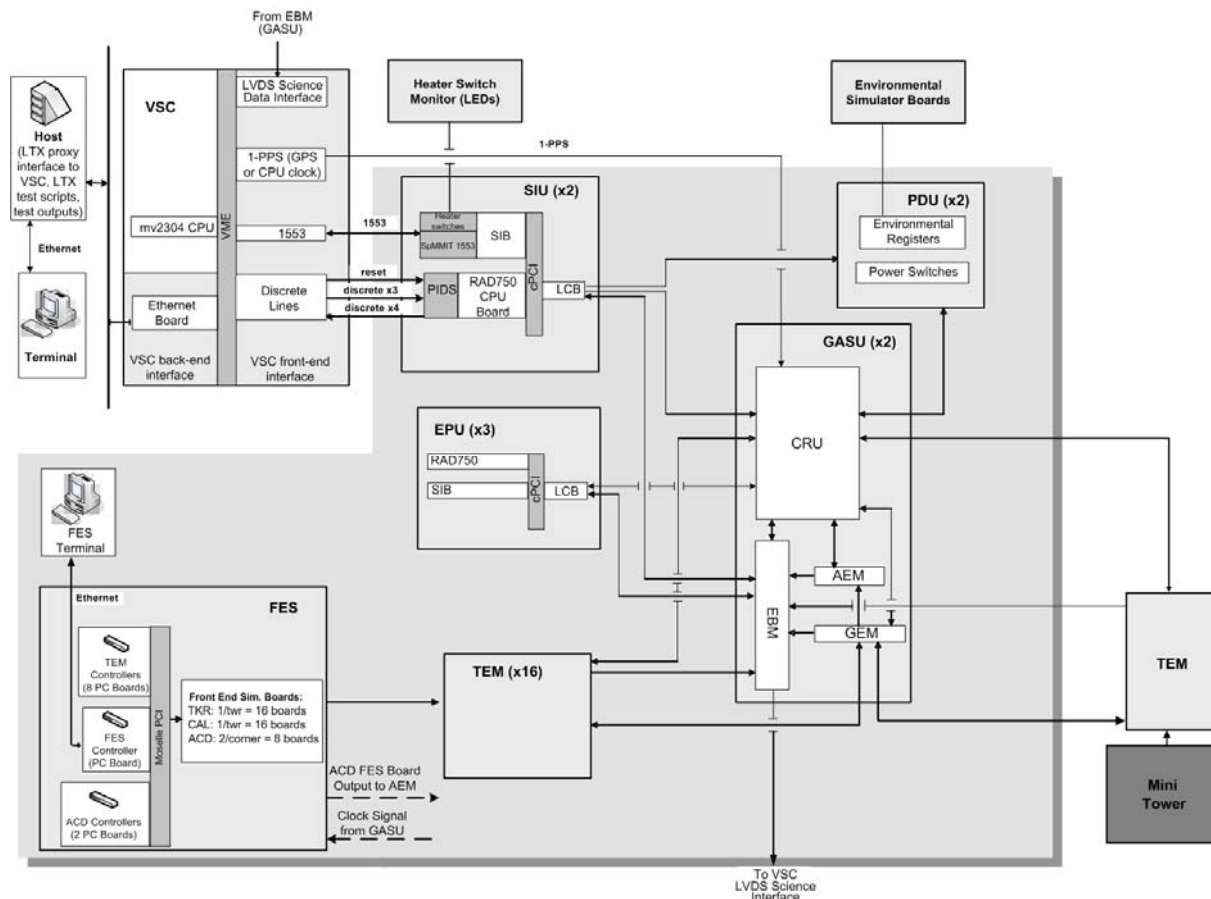 From EBM
(GASU)
Host
(LTX proxy
interface to
VSC, LTX
test scripts,
test outputs)
Ethernet
Terminal
VSC
LVDS Science
Data Interface
1-PPS (GPS
or CPU clock)
mv2304 CPU
VME
1553
Ethernet
Board
Discrete
Lines
VSC back-end
interface
VSC front-end
interface
Heater Switch
Monitor (LEDs)
Environmental
Simulator Boards
1-PPS
1553
reset
discrete x3
discrete x4
SIU (x2)
Heater
switches
SpMMIT 1553
SIB
PIDS
RAD750
CPU
Board
cPCI
LCB
PDU (x2)
Environmental
Registers
Power Switches
GASU (x2)
CRU
EBM
AEM
GEM
EPU (x3)
RAD750
SIB
cPCI
LCB
FES
Terminal
Ethernet
FES
TEM
Controllers
(8 PC Boards)
FES
Controller
(PC Board)
ACD Controllers
(2 PC Boards)
Moselle PCI
Front End Sim. Boards:
TKR: 1/twr = 16 boards
CAL: 1/twr = 16 boards
ACD: 2/corner = 8 boards
TEM (x16)
ACD FES Board
Output to AEM
Clock Signal
from GASU
TEM
Mini
Tower
To VSC
LVDS Science
Interface